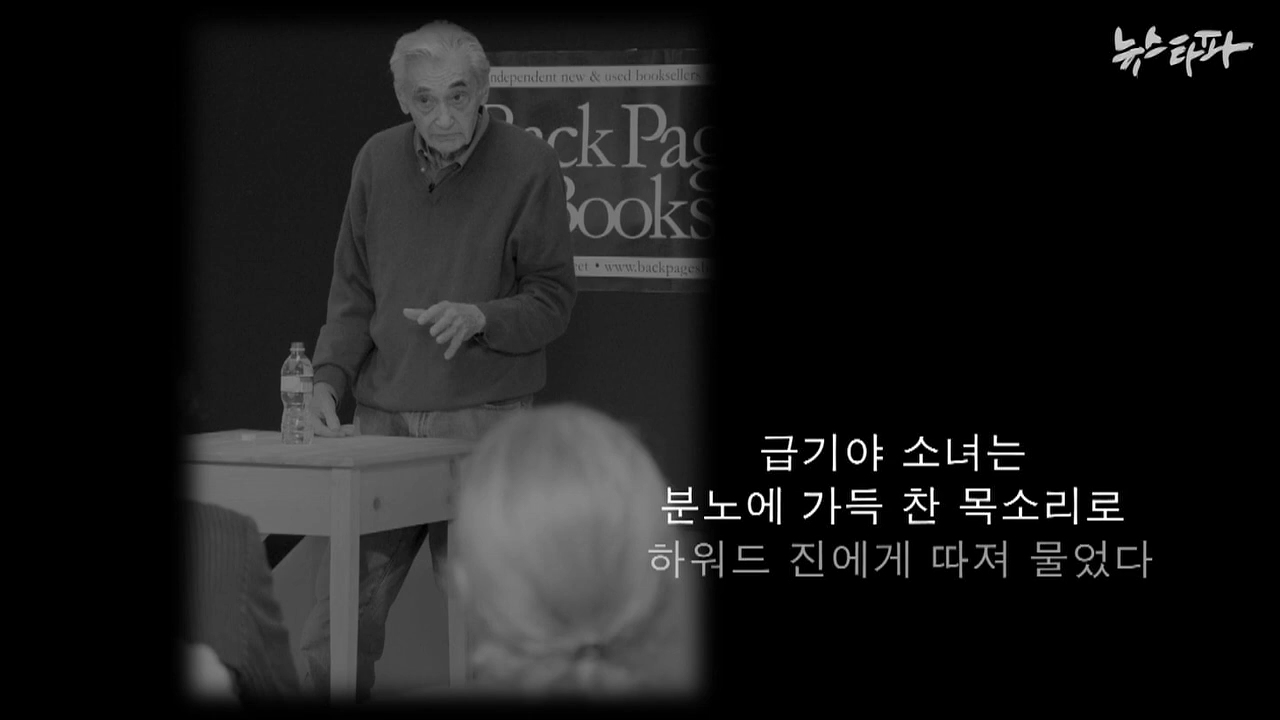 뉴스타파
independent new & used booksellers
Back Pag
Books
eet • www.backpagesb
급기야 소녀는
분노에 가득 찬 목소리로
하워드 진에게 따져 물었다